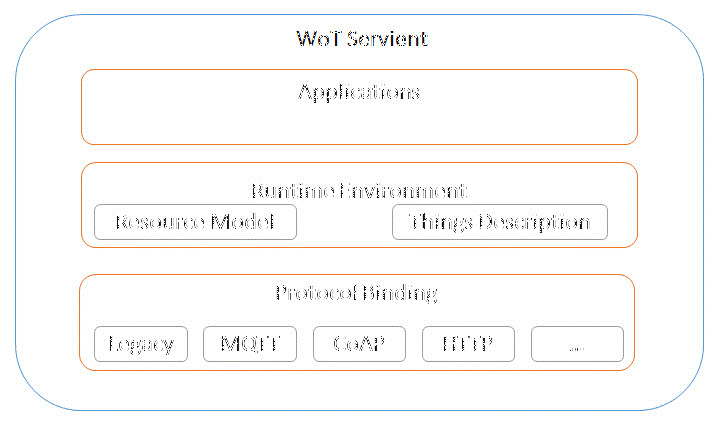 WoT Servient
Applications
Runtime Environment
Resource Model
Things Description
Protocol Binding
Legacy
MQTT
CoAP
HTTP
...